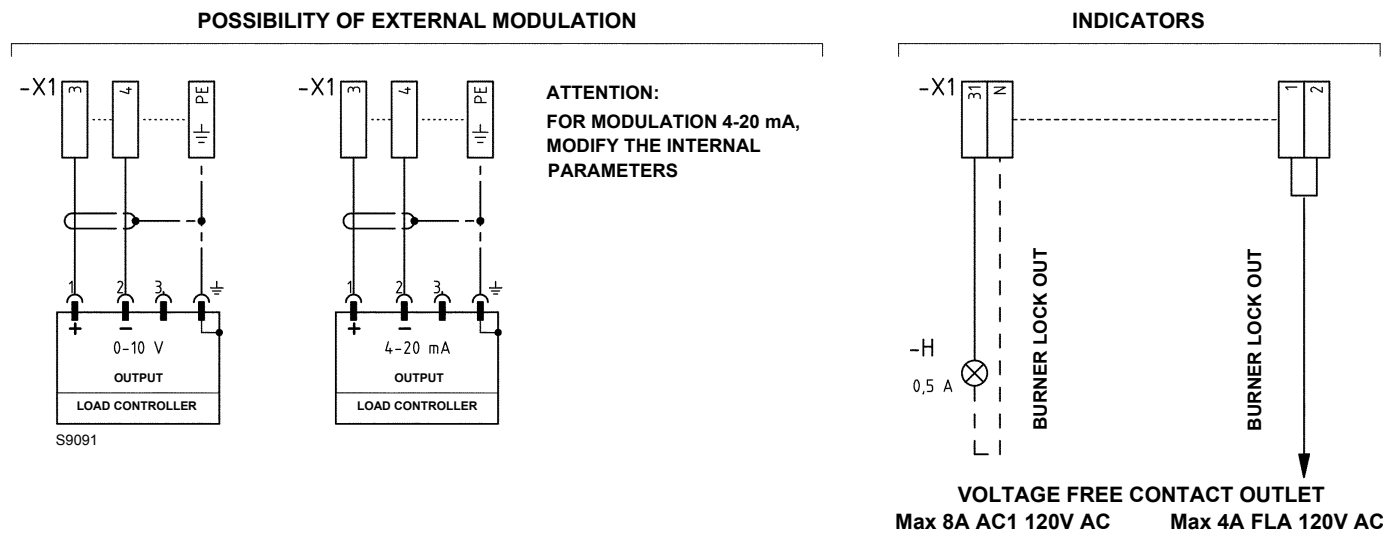 POSSIBILITY OF EXTERNAL MODULATION
-X1 3 4 PE
1 2 3
+ -
0-10 V
OUTPUT
LOAD CONTROLLER
S9091
-X1 3 4 PE
1 2 3
+ -
4-20 mA
OUTPUT
LOAD CONTROLLER
ATTENTION:
FOR MODULATION 4-20 mA,
MODIFY THE INTERNAL
PARAMETERS
INDICATORS
-X1 31 N
1 2
-H
0,5 A
BURNER LOCK OUT
BURNER LOCK OUT
VOLTAGE FREE CONTACT OUTLET
Max 8A AC1 120V AC Max 4A FLA 120V AC